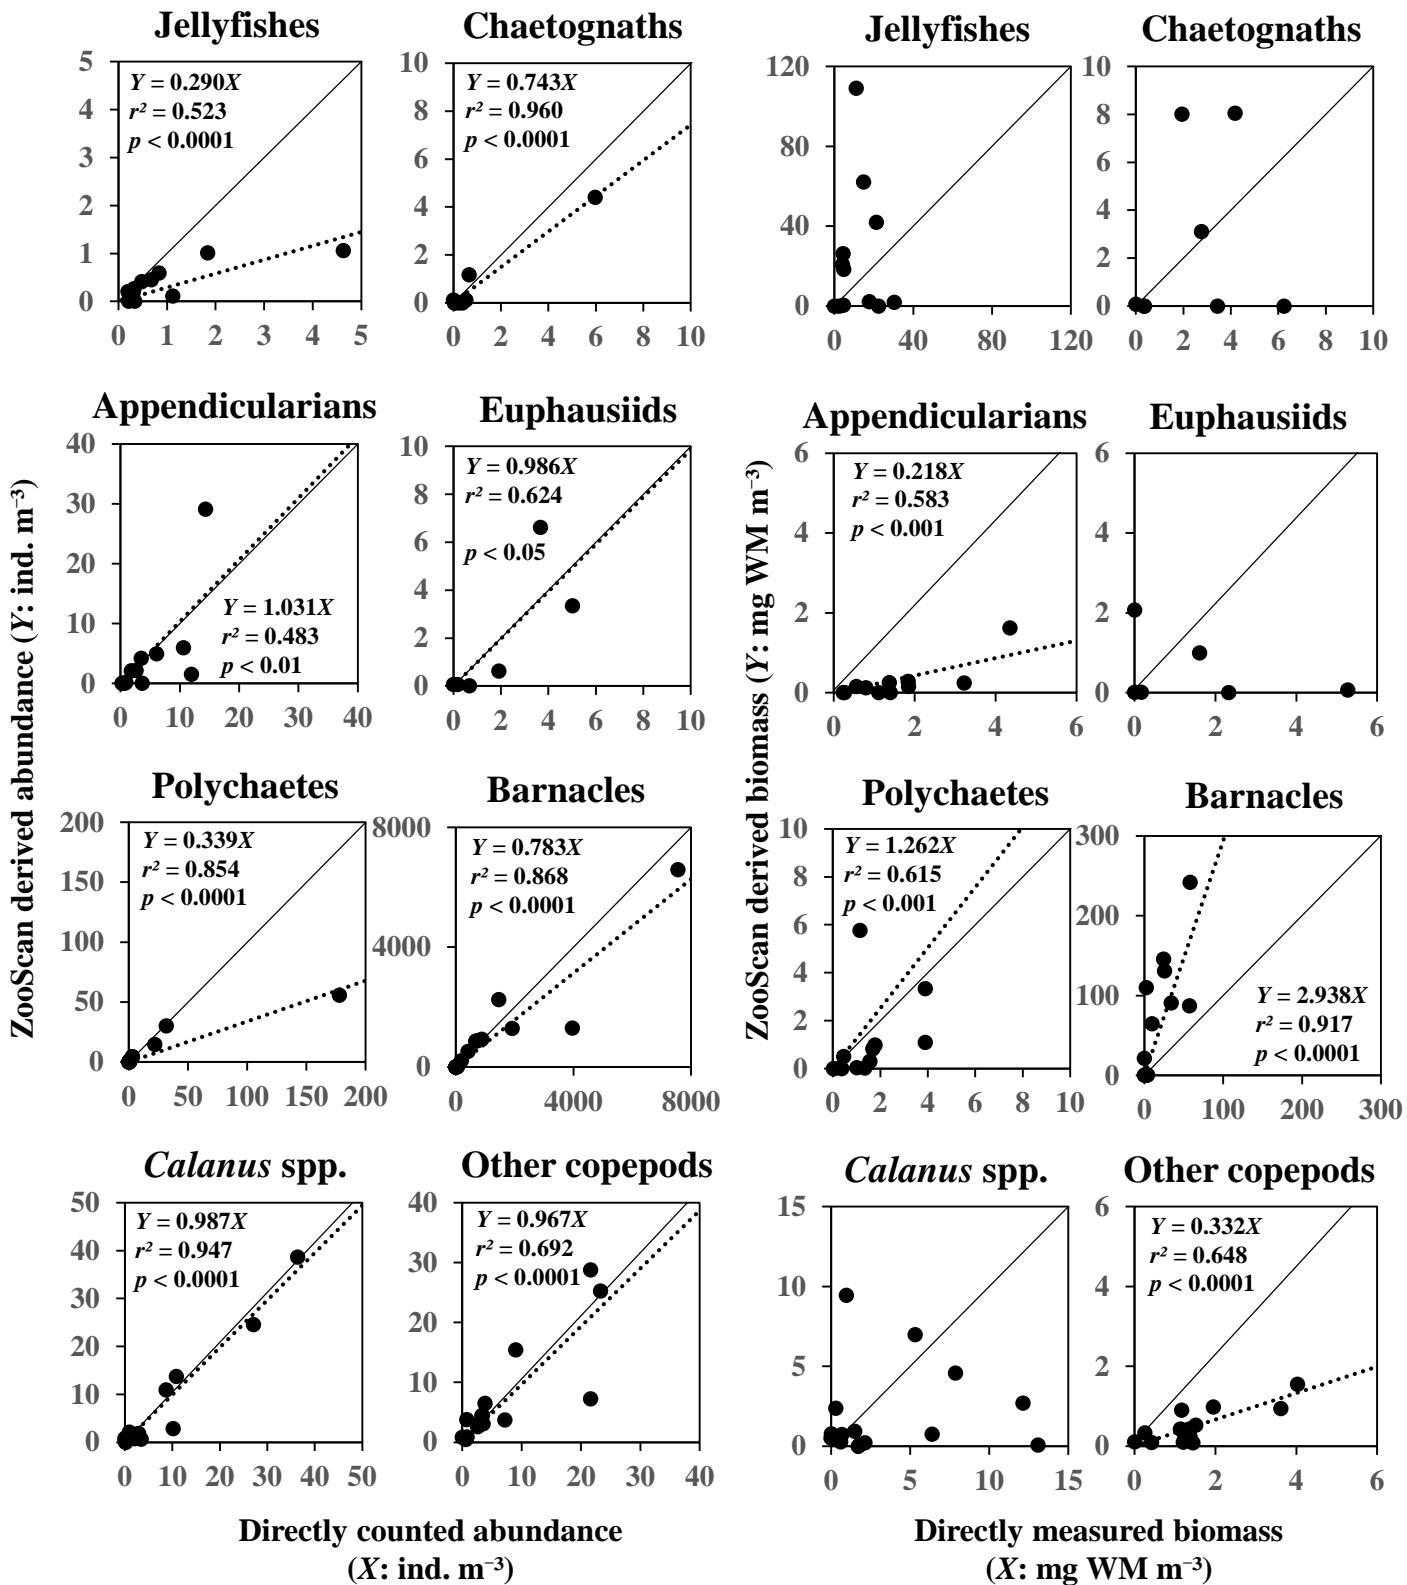 Jellyfishes
Y = 0.290X
r² = 0.523
p < 0.0001
5
4
3
2
1
0
0 1 2 3 4 5
Chaetognaths
Y = 0.743X
r² = 0.960
p < 0.0001
10
8
6
4
2
0
0 2 4 6 8 10
Appendicularians
40
30
20
10
0
Y = 1.031X
r² = 0.483
p < 0.01
0 10 20 30 40
Euphausiids
Y = 0.986X
r² = 0.624
p < 0.05
10
8
6
4
2
0
0 2 4 6 8 10
Polychaetes
Y = 0.339X
r² = 0.854
p < 0.0001
200
150
100
50
0
0 50 100 150 200
Barnacles
Y = 0.783X
r² = 0.868
p < 0.0001
8000
4000
0
0 4000 8000
Calanus spp.
Y = 0.987X
r² = 0.947
p < 0.0001
50
40
30
20
10
0
0 10 20 30 40 50
Other copepods
Y = 0.967X
r² = 0.692
p < 0.0001
40
30
20
10
0
0 10 20 30 40
ZooScan derived abundance (Y: ind. m⁻³)
Directly counted abundance
(X: ind. m⁻³)
Jellyfishes
120
80
40
0
0 40 80 120
Chaetognaths
10
8
6
4
2
0
0 2 4 6 8 10
Appendicularians
Y = 0.218X
r² = 0.583
p < 0.001
6
4
2
0
0 2 4 6
Euphausiids
6
4
2
0
0 2 4 6
Polychaetes
Y = 1.262X
r² = 0.615
p < 0.001
10
8
6
4
2
0
0 2 4 6 8 10
Barnacles
300
200
100
0
Y = 2.938X
r² = 0.917
p < 0.0001
0 100 200 300
Calanus spp.
15
10
5
0
0 5 10 15
Other copepods
Y = 0.332X
r² = 0.648
p < 0.0001
6
4
2
0
0 2 4 6
ZooScan derived biomass (Y: mg WM m⁻³)
Directly measured biomass
(X: mg WM m⁻³)